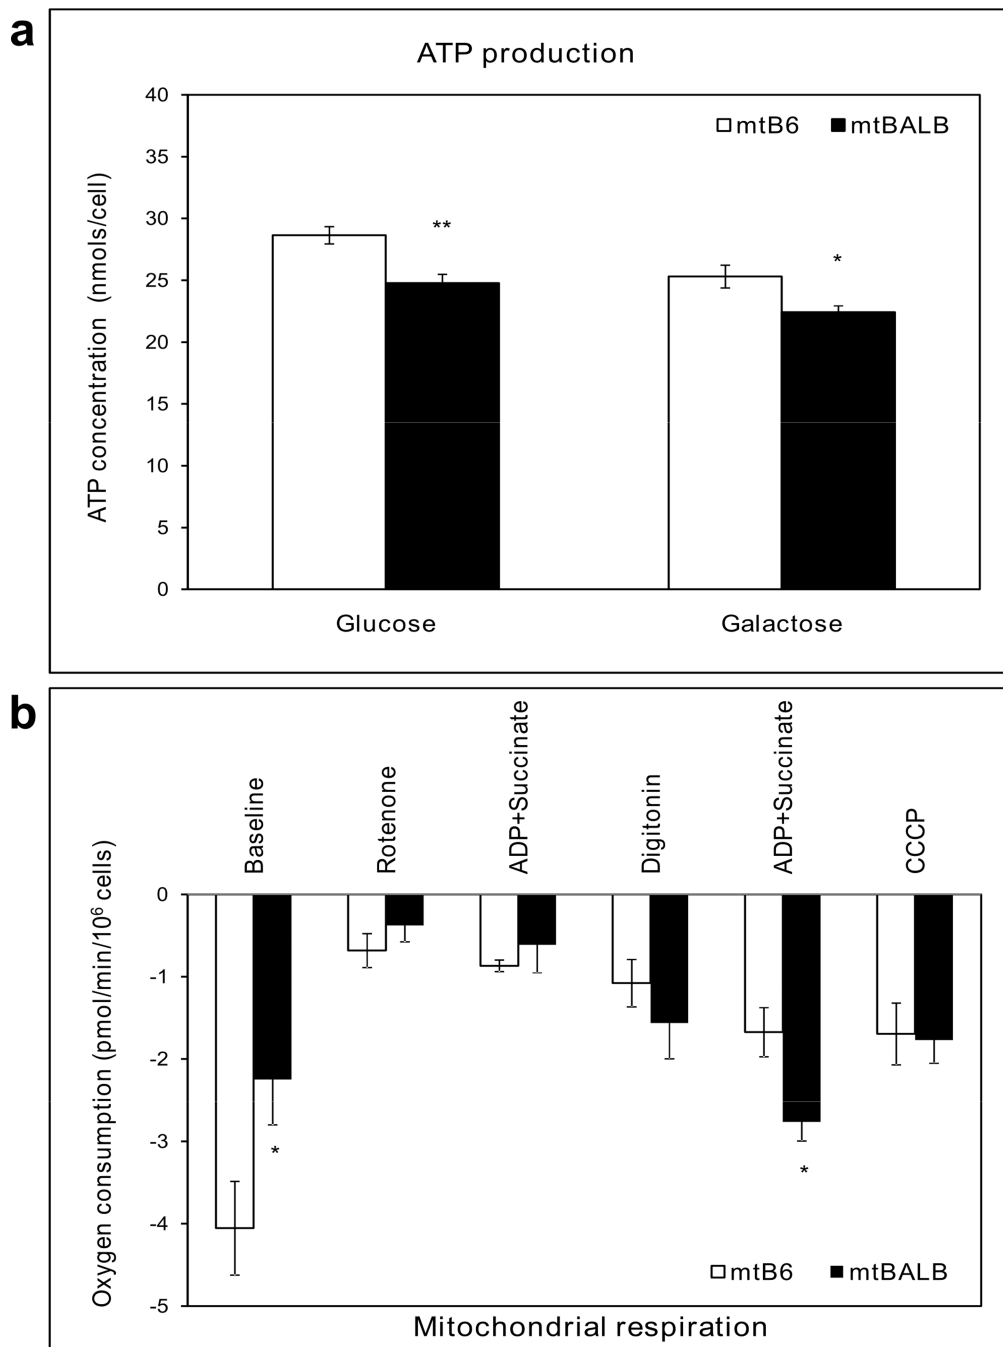 a
ATP production
mtB6 mtBALB
ATP concentration (nmols/cell)
40
35
30
25
20
15
10
5
0
**
*
Glucose Galactose
b
Baseline Rotenone ADP+Succinate Digitonin ADP+Succinate CCCP
Oxygen consumption (pmol/min/10⁶ cells)
0
-1
-2
-3
-4
-5
*
*
mtB6 mtBALB
Mitochondrial respiration